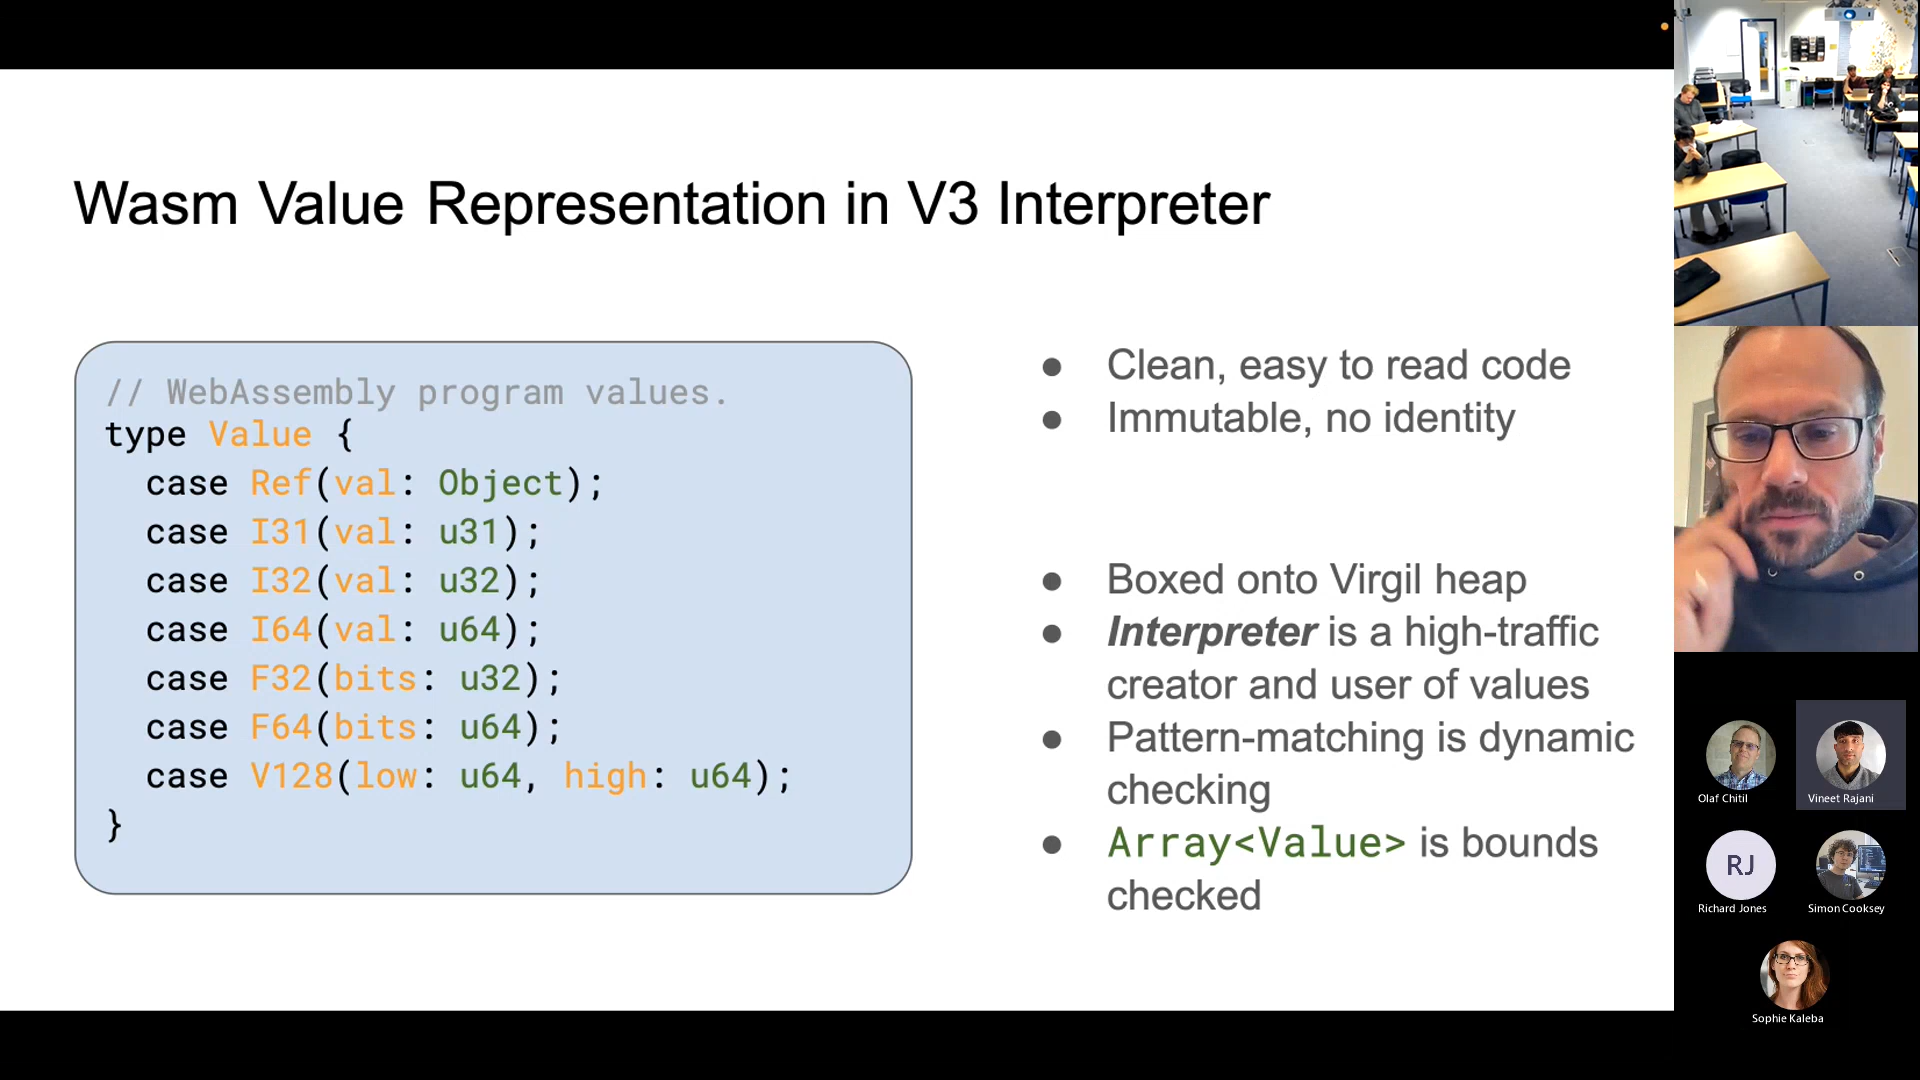 Wasm Value Representation in V3 Interpreter
// WebAssembly program values.
type Value {
case Ref(val: Object);
case I31(val: u31);
case I32(val: u32);
case I64(val: u64);
case F32(bits: u32);
case F64(bits: u64);
case V128(low: u64, high: u64);
}
● Clean, easy to read code
● Immutable, no identity
● Boxed onto Virgil heap
● Interpreter is a high-traffic
creator and user of values
● Pattern-matching is dynamic
checking
● Array<Value> is bounds
checked
Olaf Chitil
Vineet Rajani
RJ
Richard Jones
Simon Cooksey
Sophie Kaleba